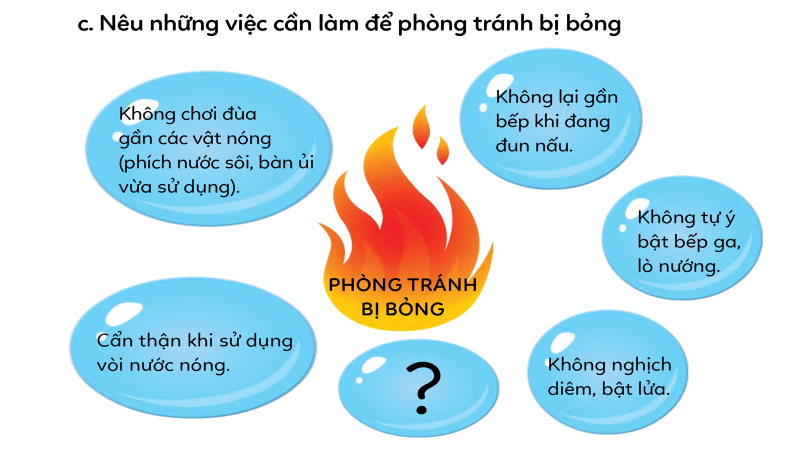 c. Nêu những việc cần làm để phòng tránh bị bỏng
Không chơi đùa
gần các vật nóng
(phích nước sôi, bàn ủi
vừa sử dụng).
Không lại gần
bếp khi đang
đun nấu.
Không tự ý
bật bếp ga,
lò nướng.
PHÒNG TRÁNH
BỊ BỎNG
Cẩn thận khi sử dụng
vòi nước nóng.
?
Không nghịch
diêm, bật lửa.